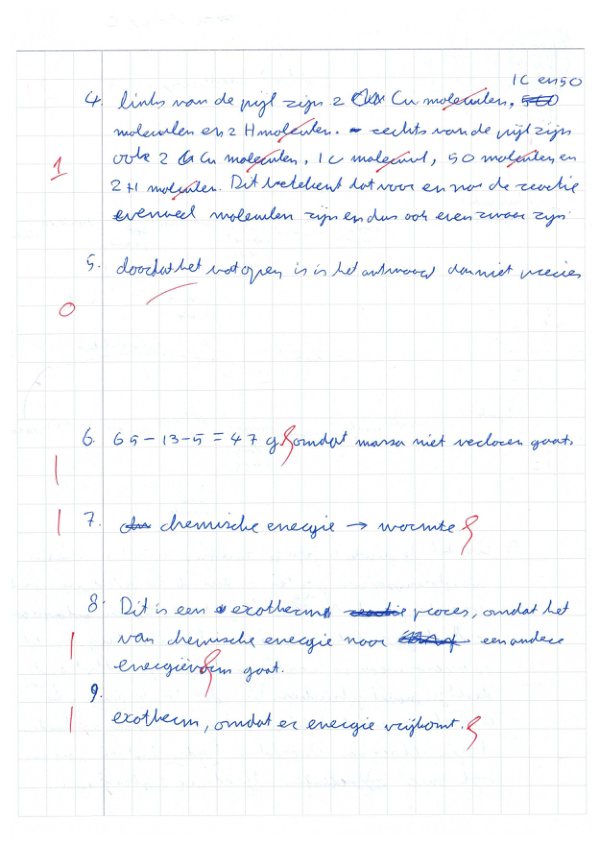 1C en 5O
4. links van de pijl zijn 2 Cu moleculen,
moleculen en 2 H moleculen. rechts van de pijl zijn
1 ook 2 Cu moleculen, 1 C molecuul, 5 O moleculen en
2 H moleculen. Dit betekent dat voor en na de reactie
evenveel moleculen zijn en dus ook even zwaar zijn.
5. doordat het vat open is is het antwoord dan niet precies
0
6. 65-13-5=47 g omdat massa niet verloren gaat.
1
1 7. chemische energie → warmte
8. Dit is een exotherm proces, omdat het
1 van chemische energie naar een andere
energievorm gaat.
9.
1 exotherm, omdat er energie vrijkomt.